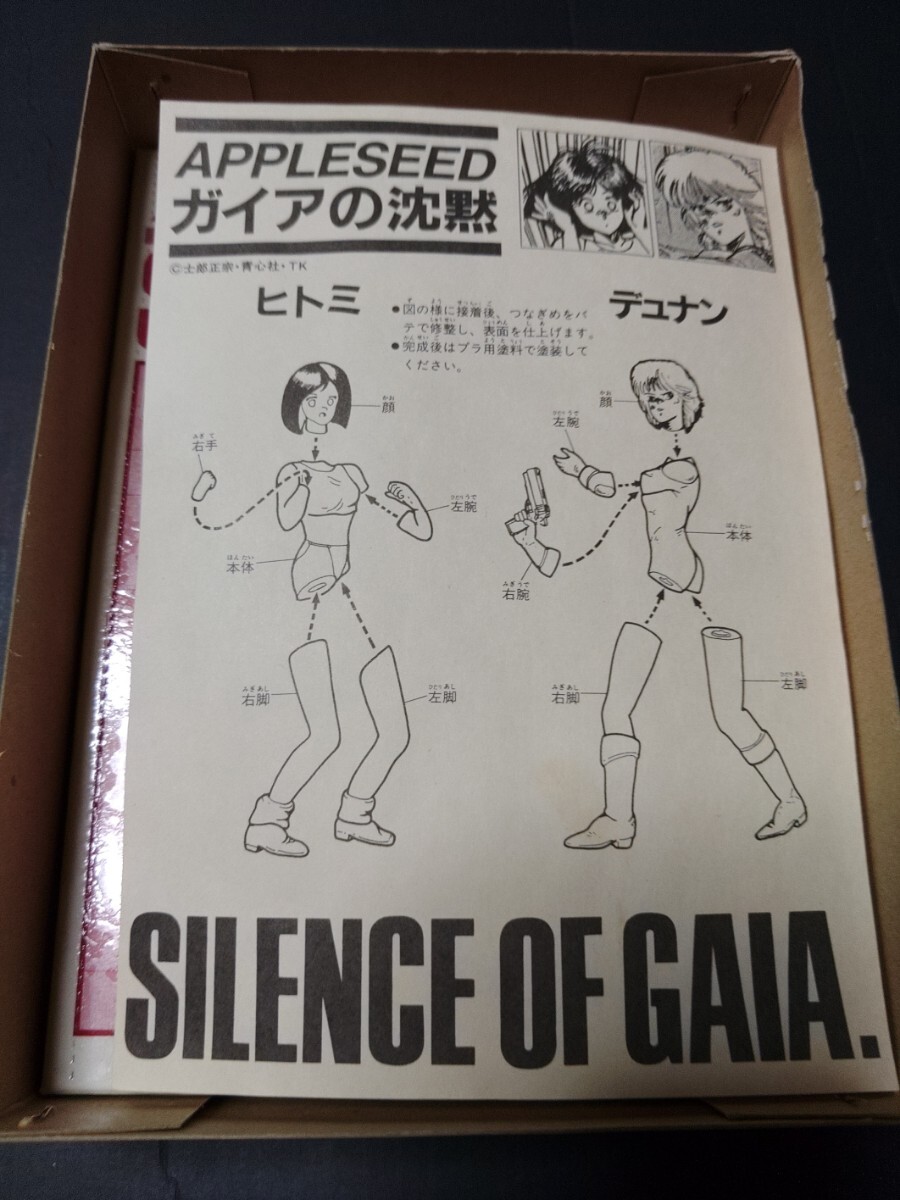 APPLESEED
ガイアの沈黙
©士郎正宗・青心社・TK
ヒトミ
●図の様に接着後、つなぎめをパ
テで修整し、表面を仕上げます。
●完成後はプラ用塗料で塗装して
ください。
デュナン
顔
右手
左腕
本体
右脚
左脚
顔
左腕
本体
右腕
右脚
左脚
SILENCE OF GAIA.